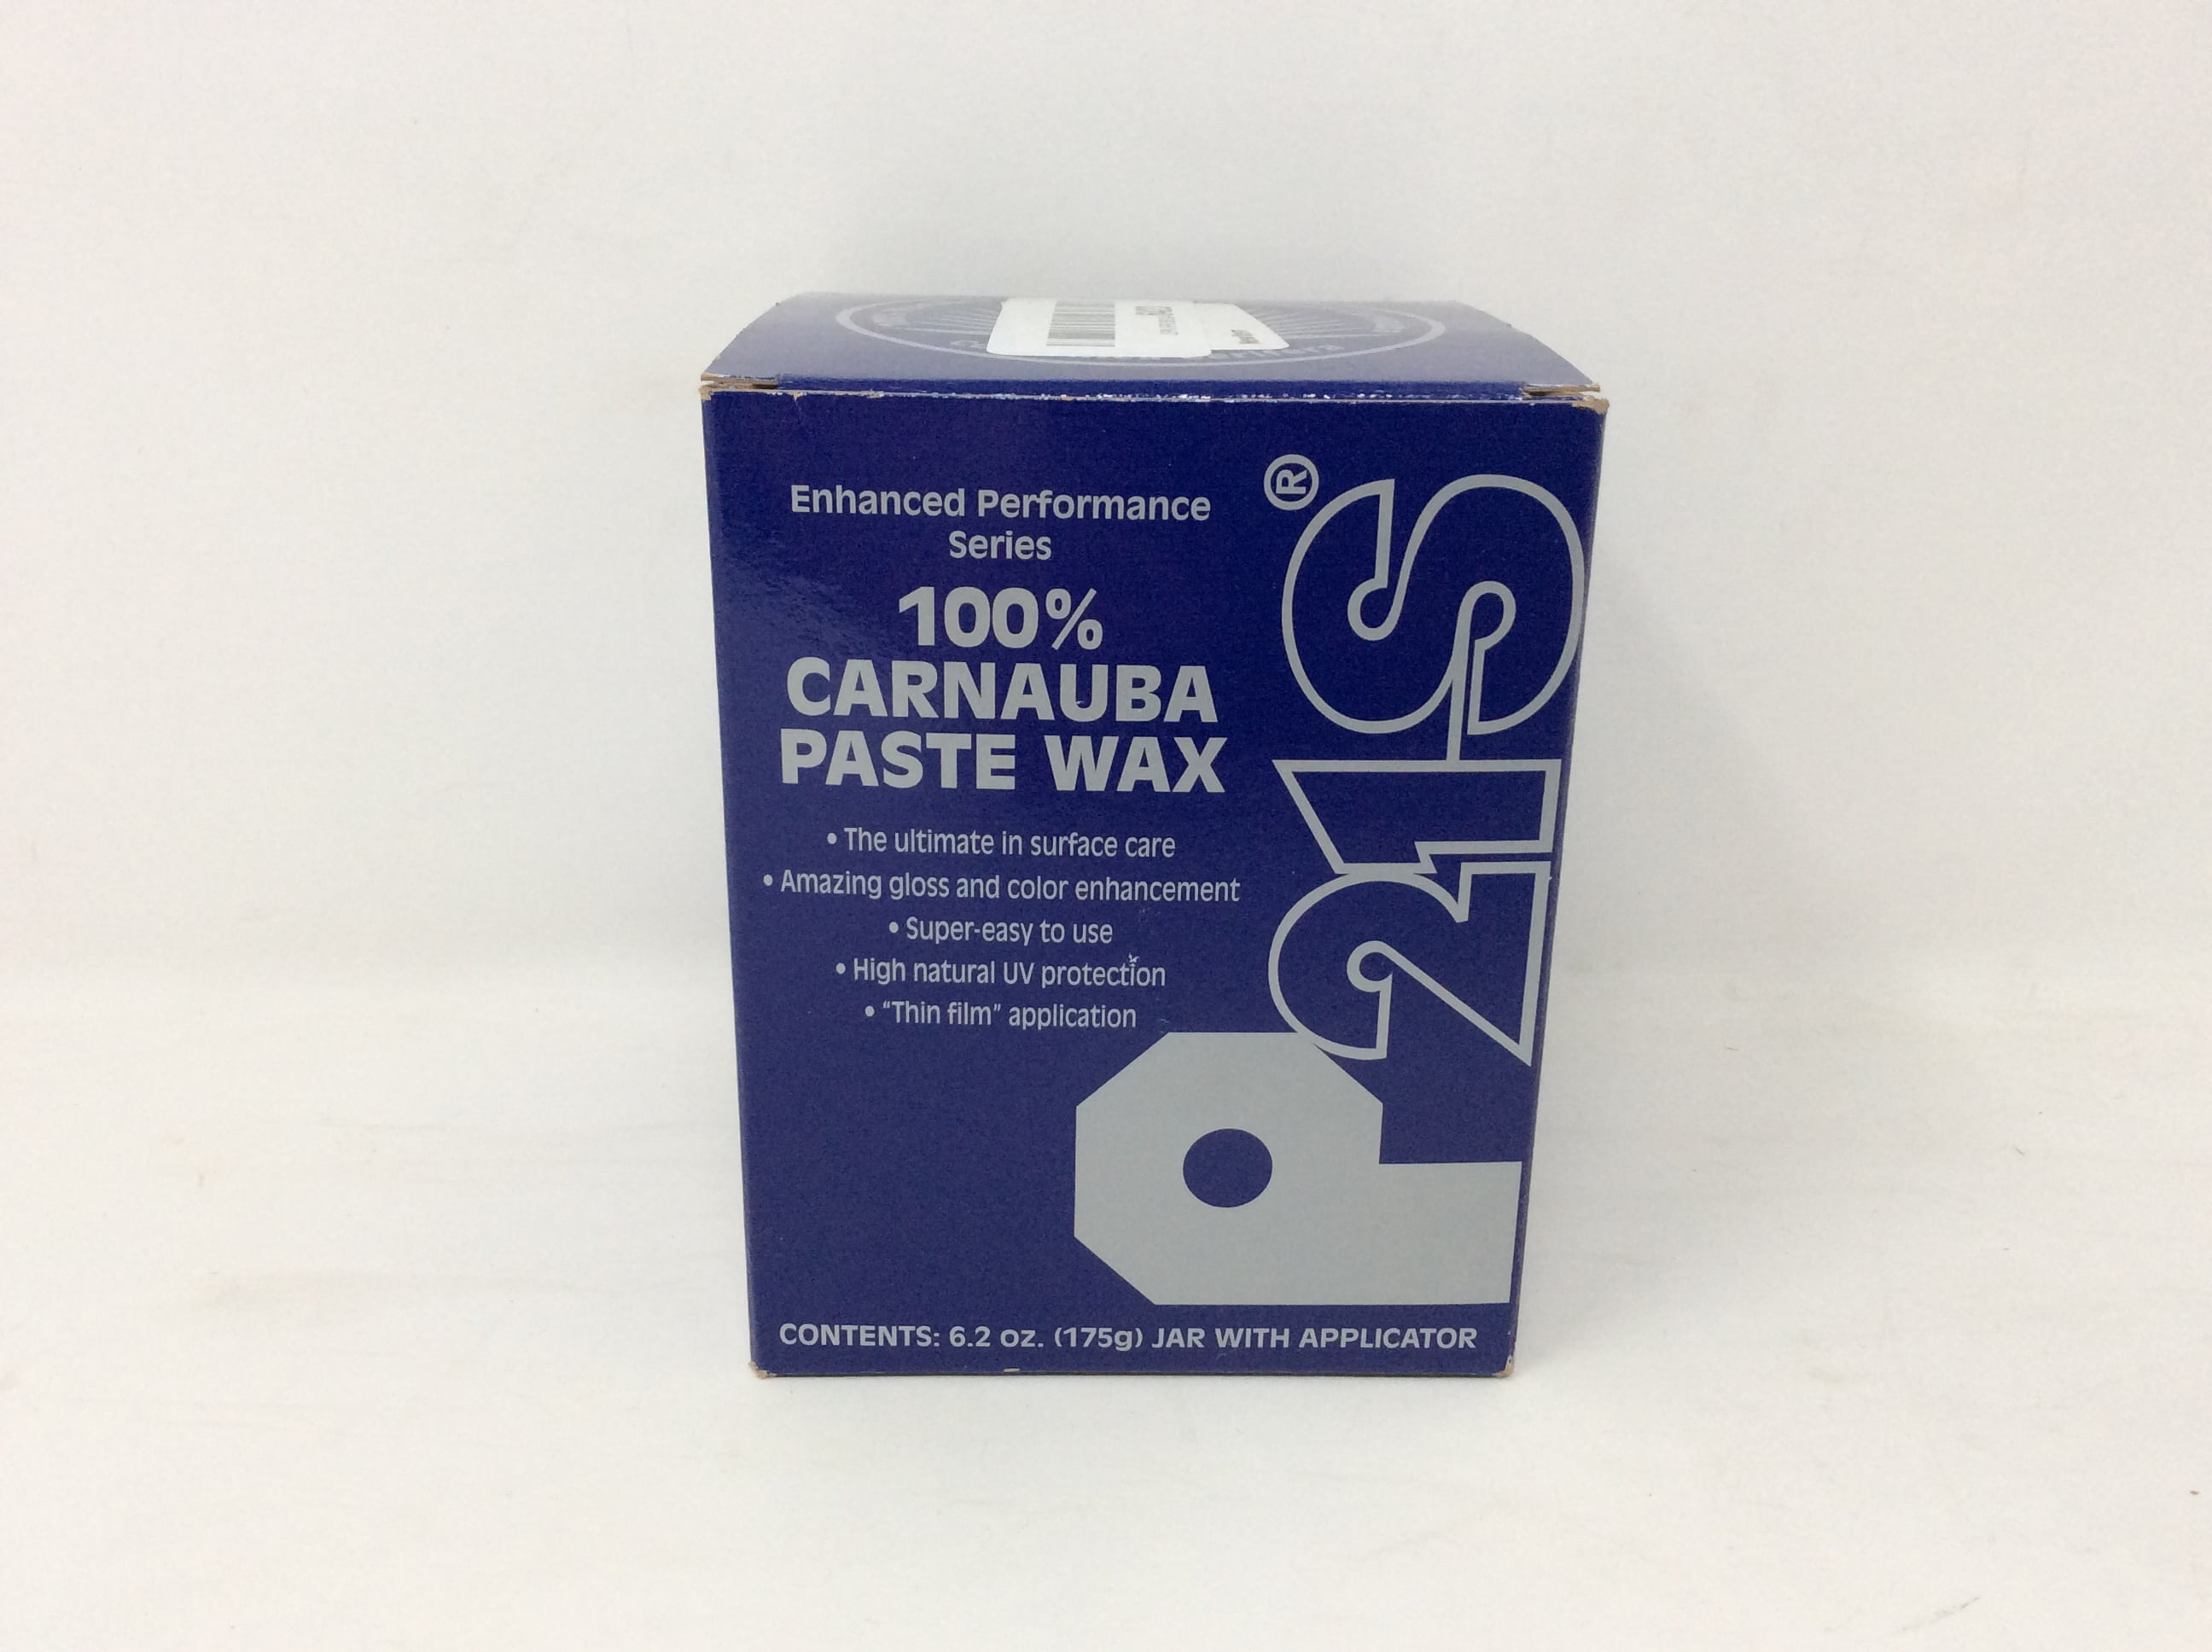 Enhanced Performance
Series
100%
CARNAUBA
PASTE WAX
• The ultimate in surface care
• Amazing gloss and color enhancement
• Super-easy to use
• High natural UV protection
• "Thin film" application
P21S®
CONTENTS: 6.2 oz. (175g) JAR WITH APPLICATOR